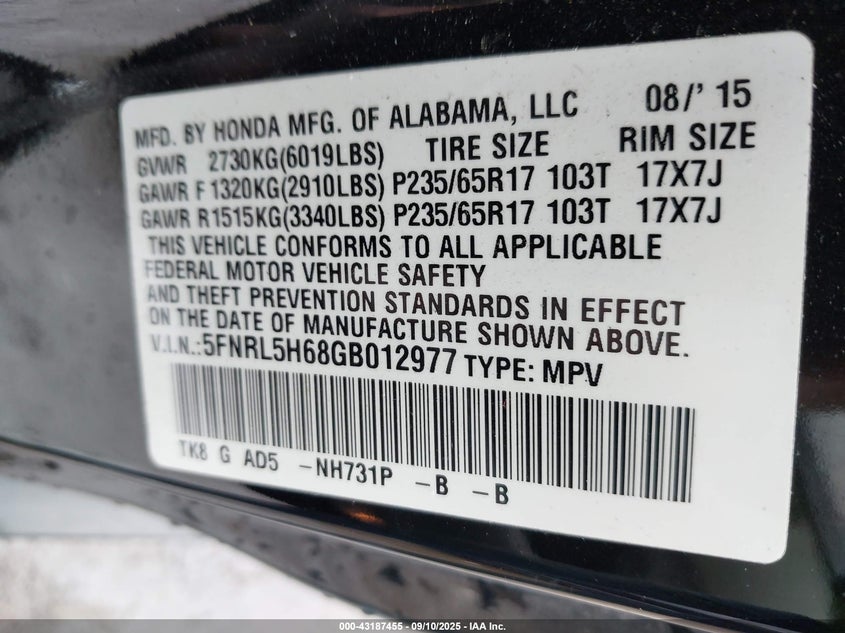 MFD. BY HONDA MFG. OF ALABAMA, LLC 08/' 15
GVWR 2730KG(6019LBS) TIRE SIZE RIM SIZE
GAWR F 1320KG(2910LBS) P235/65R17 103T 17X7J
GAWR R1515KG(3340LBS) P235/65R17 103T 17X7J
THIS VEHICLE CONFORMS TO ALL APPLICABLE
FEDERAL MOTOR VEHICLE SAFETY
AND THEFT PREVENTION STANDARDS IN EFFECT
ON THE DATE OF MANUFACTURE SHOWN ABOVE.
V.I.N.:5FNRL5H68GB012977 TYPE: MPV
TK8 G AD5 -NH731P -B -B
000-43187455 - 09/10/2025 - IAA Inc.